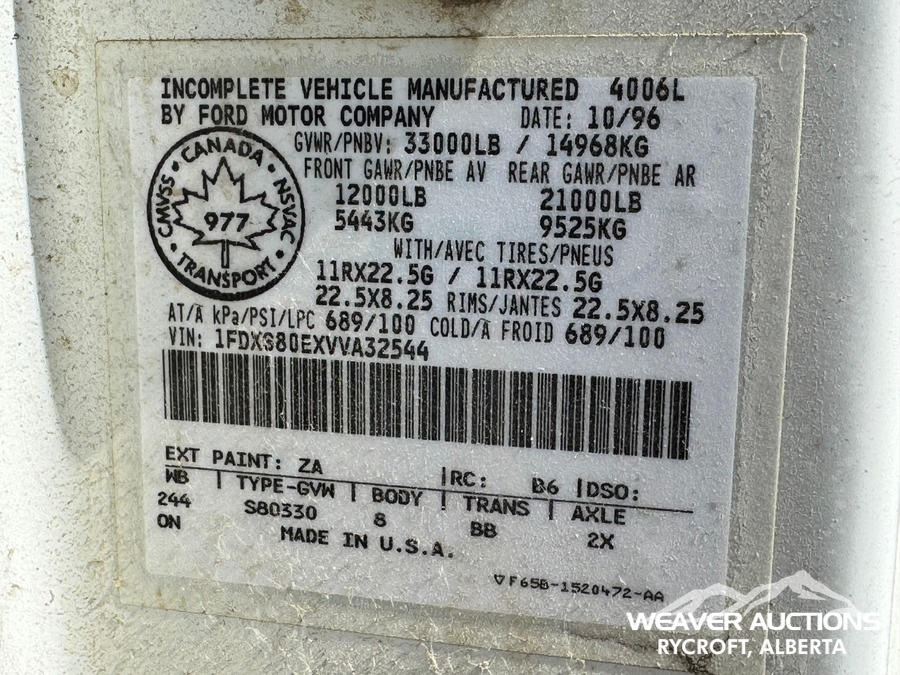 INCOMPLETE VEHICLE MANUFACTURED 4006L
BY FORD MOTOR COMPANY DATE: 10/96
GVWR/PNBV: 33000LB / 14968KG
FRONT GAWR/PNBE AV REAR GAWR/PNBE AR
12000LB 21000LB
5443KG 9525KG
WITH/AVEC TIRES/PNEUS
11RX22.5G / 11RX22.5G
22.5X8.25 RIMS/JANTES 22.5X8.25
AT/A kPa/PSI/LPC 689/100 COLD/A FROID 689/100
VIN: 1FDXS80EXVVA32544
CANADA
CMVSS NSVAC
977
TRANSPORT
EXT PAINT: ZA RC: B6 DSO:
WB TYPE-GVW BODY TRANS AXLE
244 S80330 8 BB 2X
ON
MADE IN U.S.A.
F65B-1520472-AA
WEAVER AUCTIONS
RYCROFT, ALBERTA